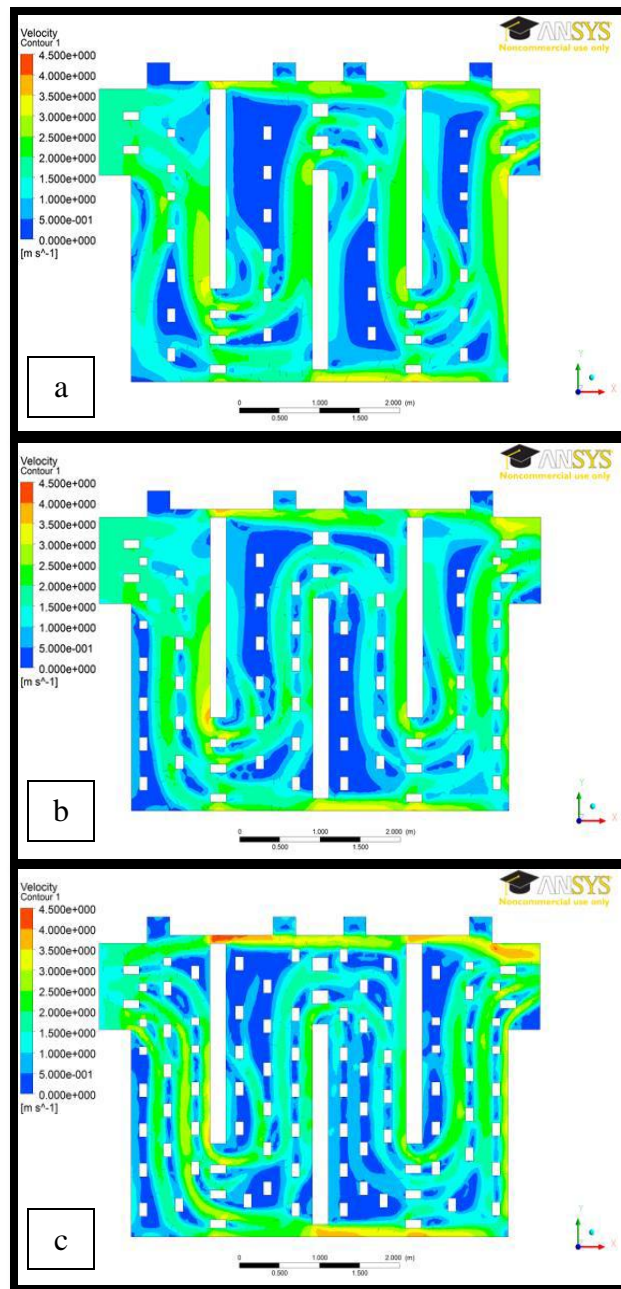 Velocity
Contour 1
4.500e+000
4.000e+000
3.500e+000
3.000e+000
2.500e+000
2.000e+000
1.500e+000
1.000e+000
5.000e-001
0.000e+000
[m s^-1]
ANSYS
Noncommercial use only
a
0 1.000 2.000 (m)
0.500 1.500
Y
X
Velocity
Contour 1
4.500e+000
4.000e+000
3.500e+000
3.000e+000
2.500e+000
2.000e+000
1.500e+000
1.000e+000
5.000e-001
0.000e+000
[m s^-1]
ANSYS
Noncommercial use only
b
0 1.000 2.000 (m)
0.500 1.500
Y
X
Velocity
Contour 1
4.500e+000
4.000e+000
3.500e+000
3.000e+000
2.500e+000
2.000e+000
1.500e+000
1.000e+000
5.000e-001
0.000e+000
[m s^-1]
ANSYS
Noncommercial use only
c
0 1.000 2.000 (m)
0.500 1.500
Y
X